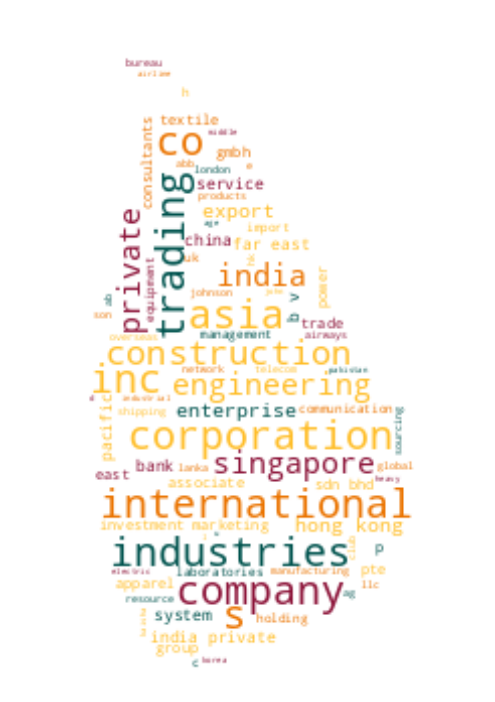 bureau
airline
h
textile
middle
consultants
co
gmbh
abb
london
e
trading
service
products
private
export
age
import
china
far east
uk
equipment
india
power
johnson
ab
son
asia
b v
trade
management
airways
overseas
construction
network
telecom
pakistan
inc
engineering
industrial
pacific
shipping
enterprise
communication
sourcing
corporation
bank
lanka
singapore
global
east
heavy
associate
sdn bhd
international
investment
marketing
hong kong
industries
club
p
electric
laboratories
manufacturing
pte
apparel
company
llc
ag
resource
s
system
holding
india private
group
c
korea